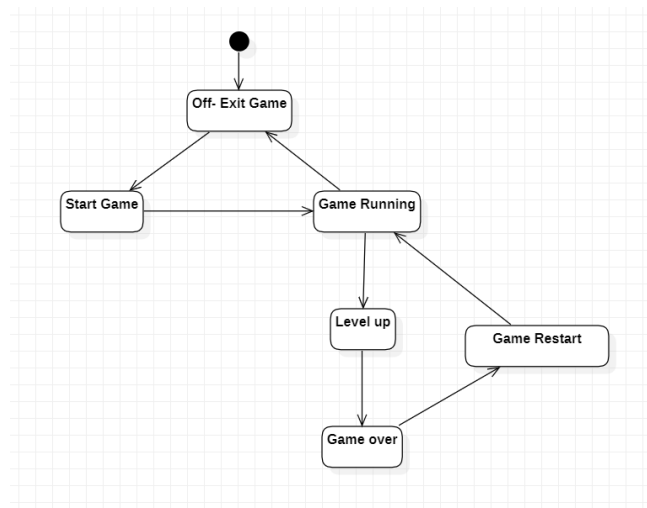 Off- Exit Game
Start Game
Game Running
Level up
Game Restart
Game over